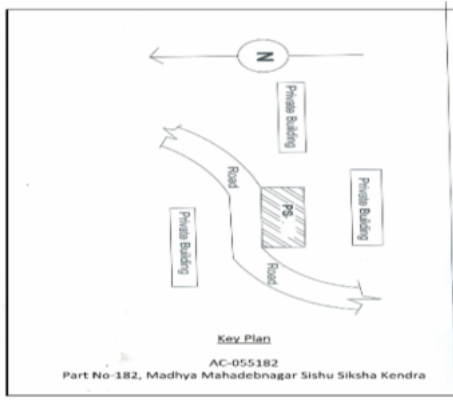 N
Private Building
Private Building
Road
PS
Private Building
Road
Key Plan
AC-055182
Part No-182, Madhya Mahadebnagar Sishu Siksha Kendra